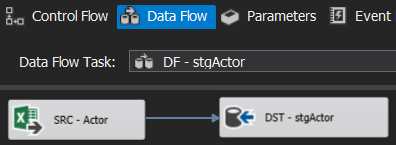 Control Flow Data Flow Parameters Event
Data Flow Task: DF - stgActor
SRC - Actor DST - stgActor